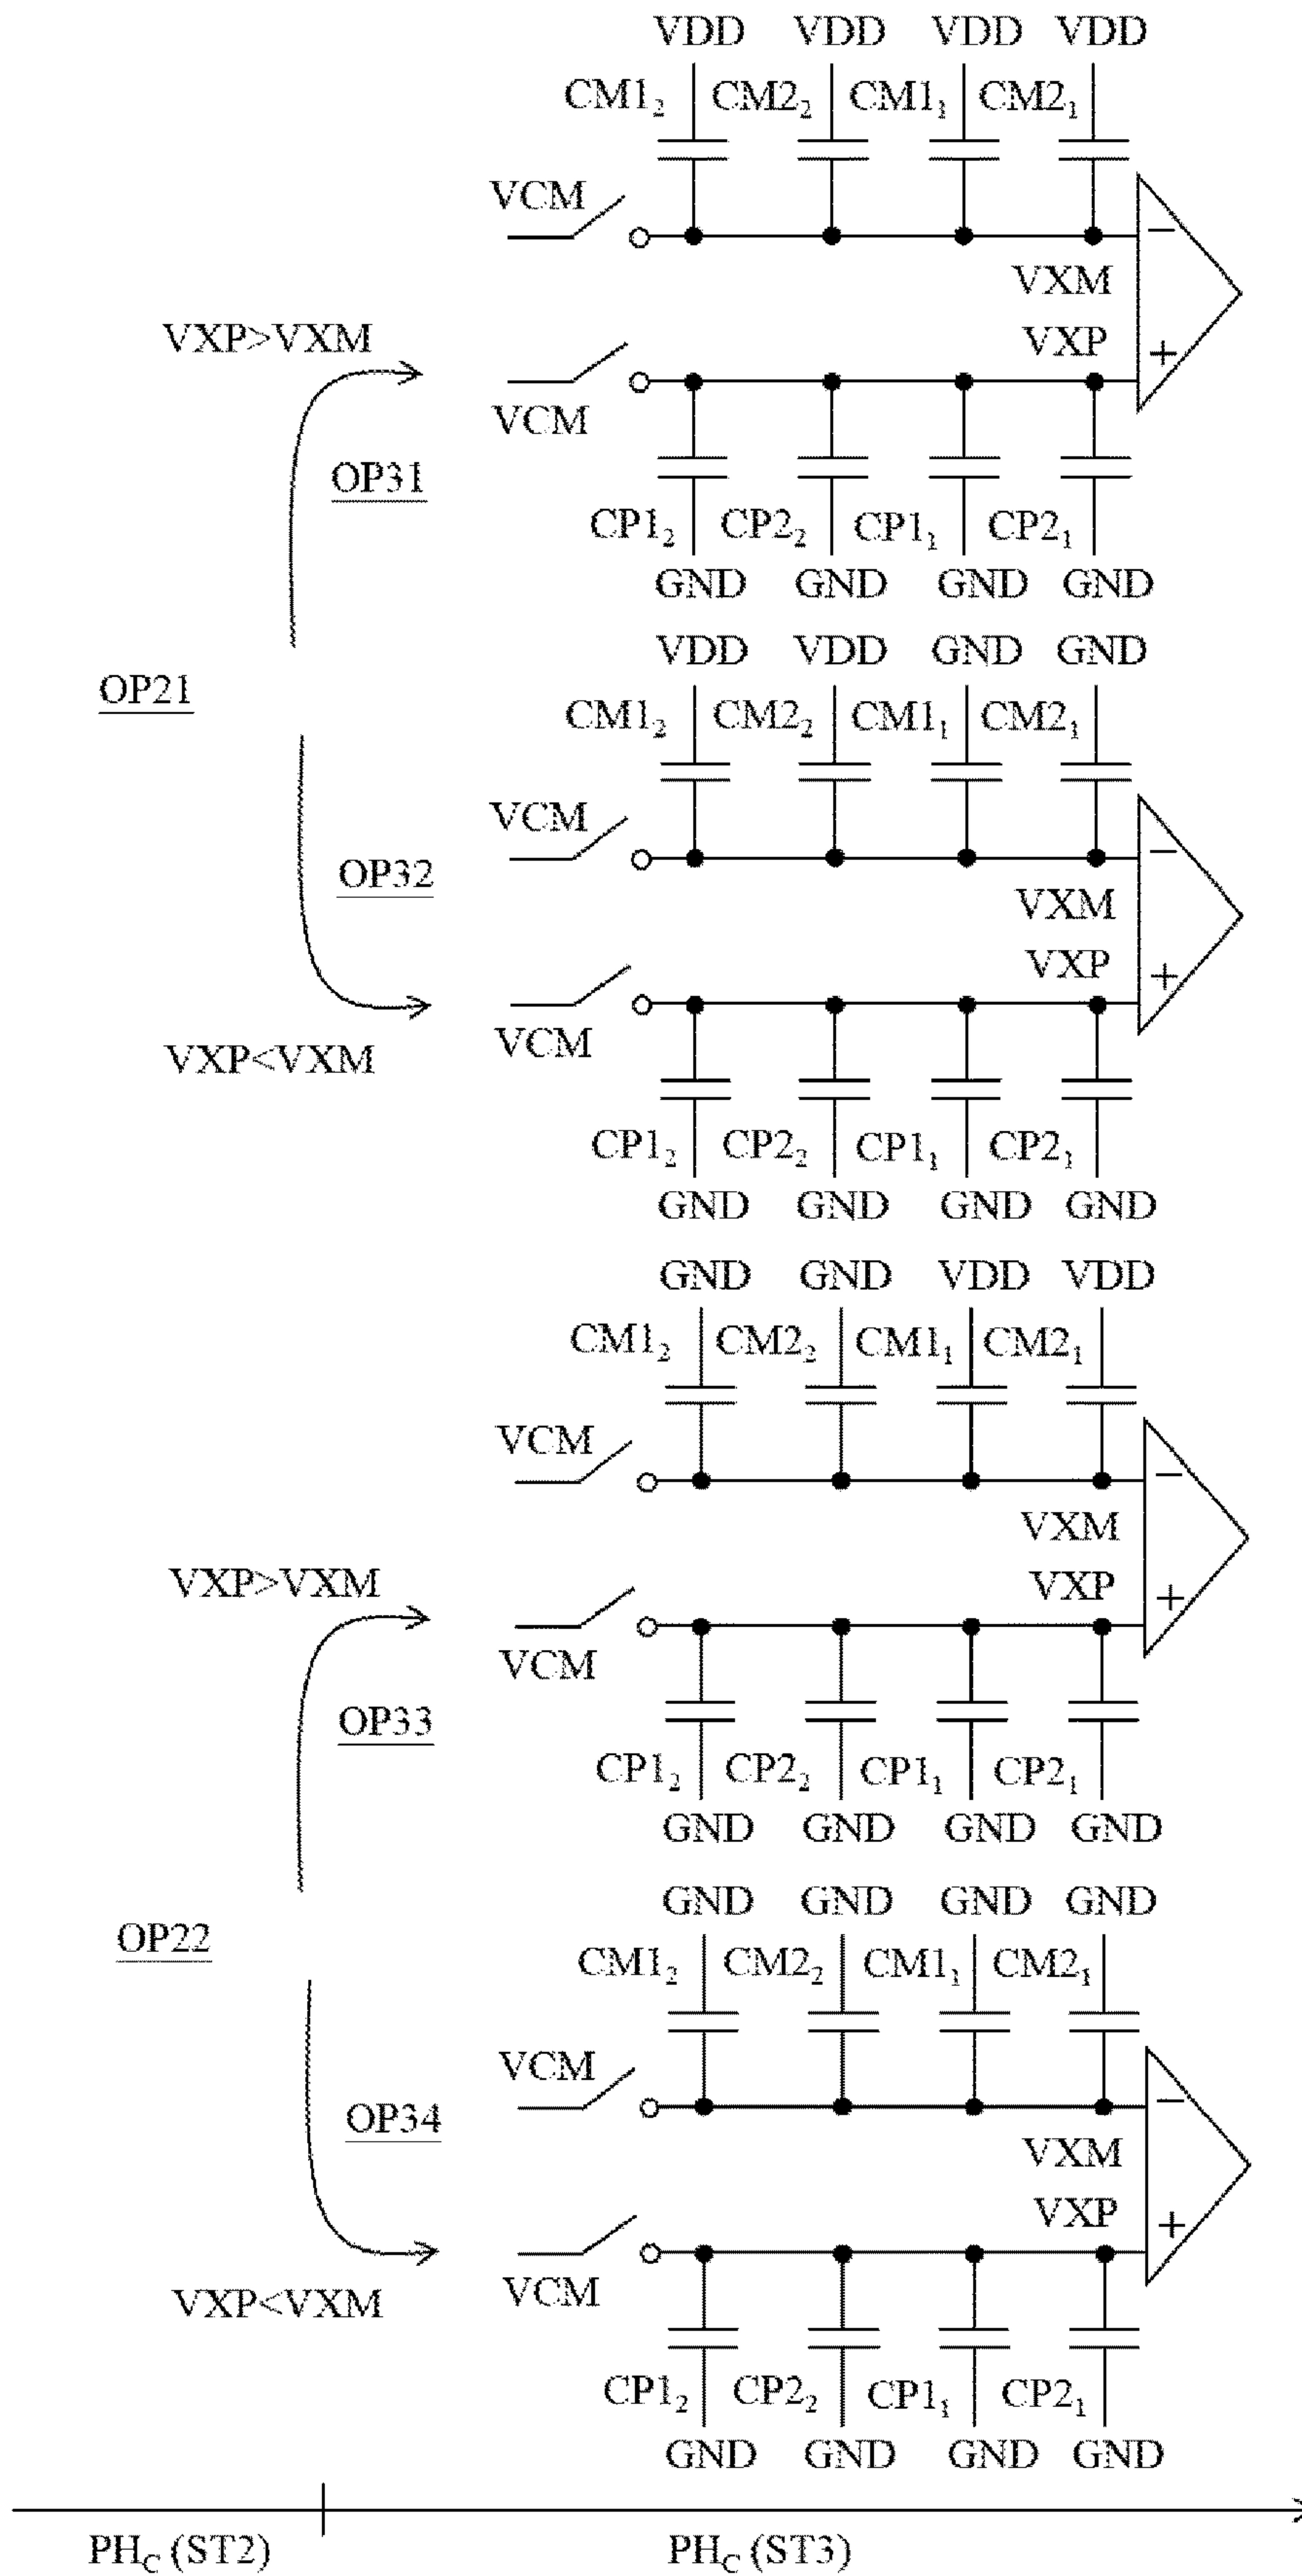 VDD VDD VDD VDD
CM1₂ CM2₂ CM1₁ CM2₁
VCM
−
VXM
VXP>VXM
VXP
+
VCM
OP31
CP1₂ CP2₂ CP1₁ CP2₁
GND GND GND GND
VDD VDD GND GND
OP21
CM1₂ CM2₂ CM1₁ CM2₁
VCM
−
OP32
VXM
VXP
+
VCM
VXP<VXM
CP1₂ CP2₂ CP1₁ CP2₁
GND GND GND GND
GND GND VDD VDD
CM1₂ CM2₂ CM1₁ CM2₁
VCM
−
VXM
VXP>VXM
VXP
+
VCM
OP33
CP1₂ CP2₂ CP1₁ CP2₁
GND GND GND GND
GND GND GND GND
OP22
CM1₂ CM2₂ CM1₁ CM2₁
VCM
−
OP34
VXM
VXP
+
VCM
VXP<VXM
CP1₂ CP2₂ CP1₁ CP2₁
GND GND GND GND
PH_C (ST2) PH_C (ST3)